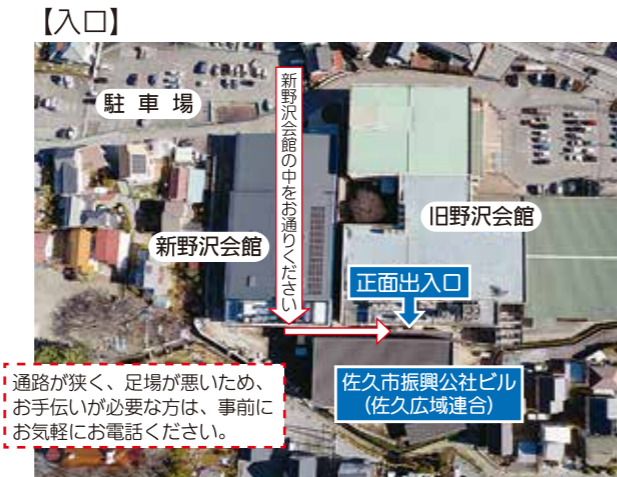 【入口】
駐車場
新野沢会館の中をお通りください
旧野沢会館
新野沢会館
正面出入口
通路が狭く、足場が悪いため、
お手伝いが必要な方は、事前に
お気軽にお電話ください。
佐久市振興公社ビル
(佐久広域連合)